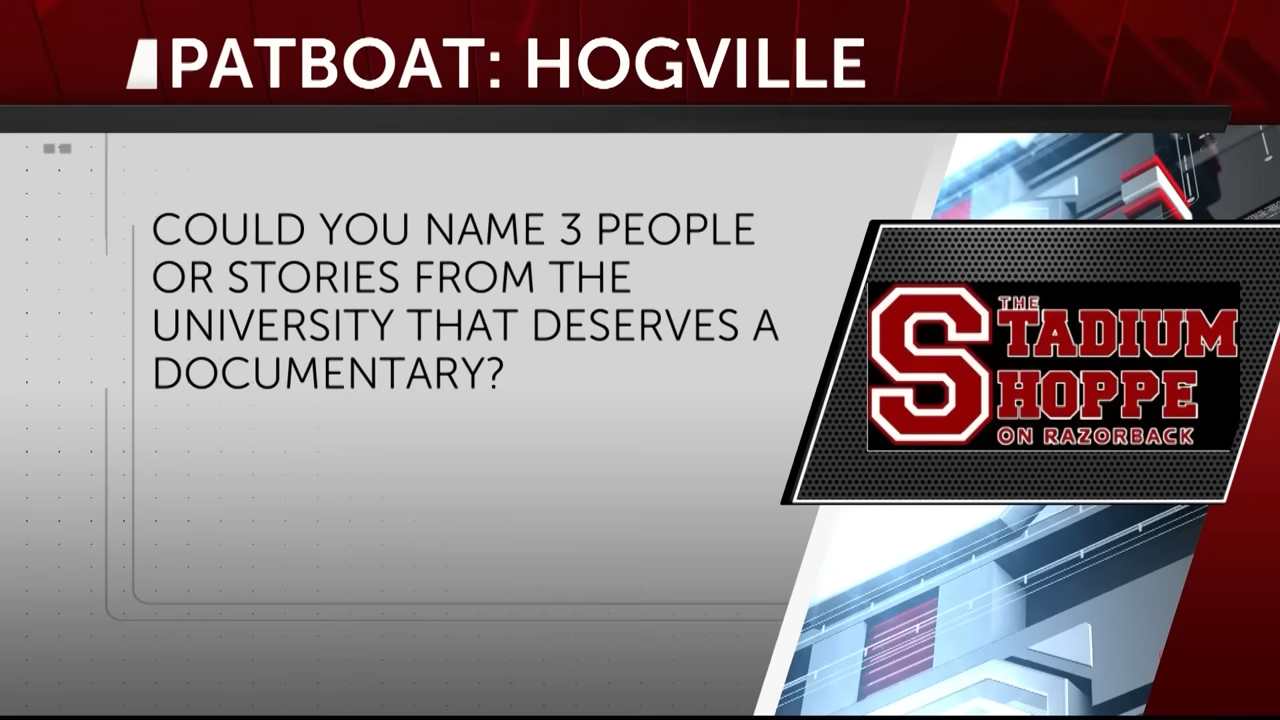 PATBOAT: HOGVILLE
COULD YOU NAME 3 PEOPLE
OR STORIES FROM THE
UNIVERSITY THAT DESERVES A
DOCUMENTARY?
THE
STADIUM
SHOPPE
ON RAZORBACK